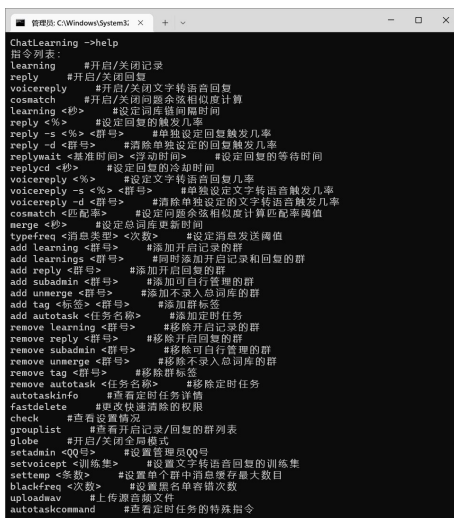 管理员: C:\Windows\System32
ChatLearning ->help
指令列表:
learning #开启/关闭记录
reply #开启/关闭回复
voicereply #开启/关闭文字转语音回复
cosmatch #开启/关闭问题余弦相似度计算
learning <秒> #设定词库链间隔时间
reply <%> #设定回复的触发几率
reply -s <%> <群号> #单独设定回复触发几率
reply -d <群号> #清除单独设定的回复触发几率
replywait <基准时间> <浮动时间> #设定回复的等待时间
replycd <秒> #设定回复的冷却时间
voicereply <%> #设定文字转语音回复几率
voicereply -s <%> <群号> #单独设定文字转语音触发几率
voicereply -d <群号> #清除单独设定的文字转语音触发几率
cosmatch <匹配率> #设定问题余弦相似度计算匹配率阈值
merge <秒> #设定总词库更新时间
typefreq <消息类型> <次数> #设定消息发送阈值
add learning <群号> #添加开启记录的群
add learnings <群号> #同时添加开启记录和回复的群
add reply <群号> #添加开启回复的群
add subadmin <群号> #添加可自行管理的群
add unmerge <群号> #添加不录入总词库的群
add tag <标签> <群号> #添加群标签
add autotask <任务名称> #添加定时任务
remove learning <群号> #移除开启记录的群
remove reply <群号> #移除开启回复的群
remove subadmin <群号> #移除可自行管理的群
remove unmerge <群号> #移除不录入总词库的群
remove tag <群号> #移除群标签
remove autotask <任务名称> #移除定时任务
autotaskinfo #查看定时任务详情
fastdelete #更改快速清除的权限
check #查看设置情况
grouplist #查看开启记录/回复的群列表
globe #开启/关闭全局模式
setadmin <QQ号> #设置管理员QQ号
setvoicept <训练集> #设置文字转语音回复的训练集
settemp <条数> #设置单个群中消息缓存最大数目
blackfreq <次数> #设置黑名单容错次数
uploadwav #上传源音频文件
autotaskcommand #查看定时任务的特殊指令